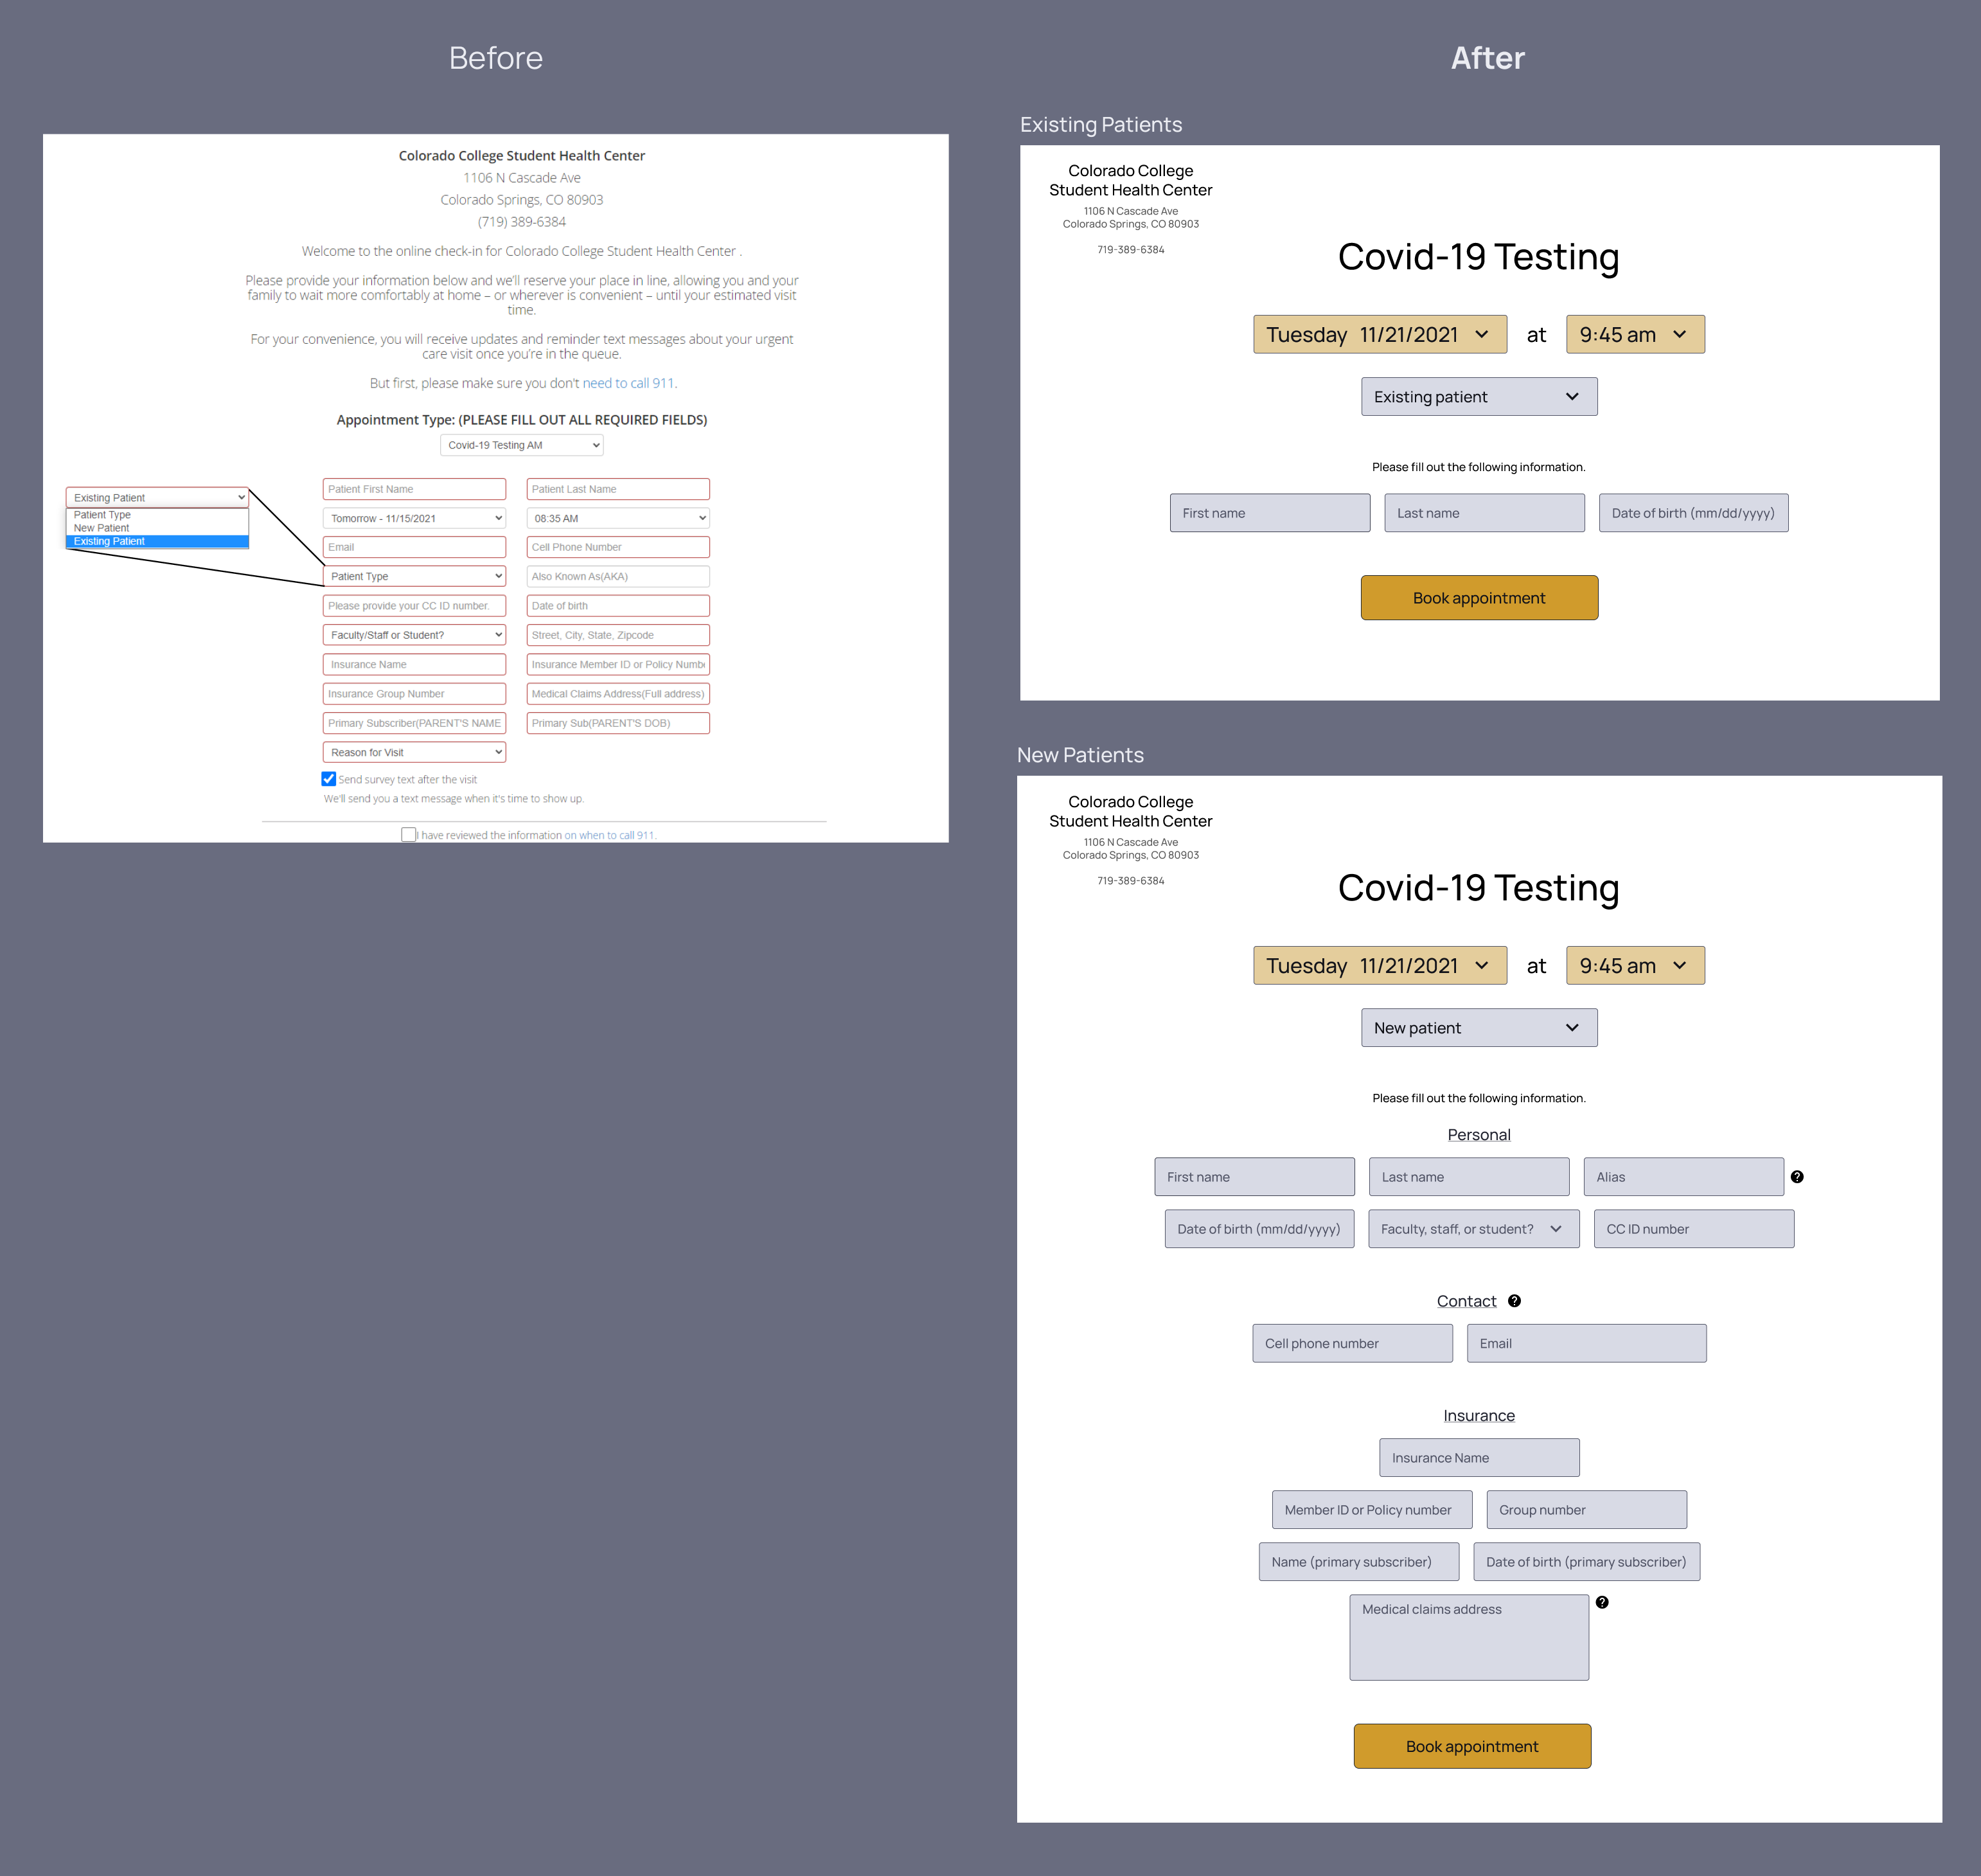 Before
Colorado College Student Health Center
1106 N Cascade Ave
Colorado Springs, CO 80903
(719) 389-6384
Welcome to the online check-in for Colorado College Student Health Center .
Please provide your information below and we'll reserve your place in line, allowing you and your
family to wait more comfortably at home – or wherever is convenient – until your estimated visit
time.
For your convenience, you will receive updates and reminder text messages about your urgent
care visit once you're in the queue.
But first, please make sure you don't need to call 911.
Appointment Type: (PLEASE FILL OUT ALL REQUIRED FIELDS)
Covid-19 Testing AM
Existing Patient
Patient Type
New Patient
Existing Patient
Patient First Name Patient Last Name
Tomorrow - 11/15/2021 08:35 AM
Email Cell Phone Number
Patient Type Also Known As(AKA)
Please provide your CC ID number. Date of birth
Faculty/Staff or Student? Street, City, State, Zipcode
Insurance Name Insurance Member ID or Policy Numb
Insurance Group Number Medical Claims Address(Full address)
Primary Subscriber(PARENT'S NAME Primary Sub(PARENT'S DOB)
Reason for Visit
Send survey text after the visit
We'll send you a text message when it's time to show up.
I have reviewed the information on when to call 911.
After
Existing Patients
Colorado College
Student Health Center
1106 N Cascade Ave
Colorado Springs, CO 80903
719-389-6384
Covid-19 Testing
Tuesday 11/21/2021 at 9:45 am
Existing patient
Please fill out the following information.
First name Last name Date of birth (mm/dd/yyyy)
Book appointment
New Patients
Colorado College
Student Health Center
1106 N Cascade Ave
Colorado Springs, CO 80903
719-389-6384
Covid-19 Testing
Tuesday 11/21/2021 at 9:45 am
New patient
Please fill out the following information.
Personal
First name Last name Alias ?
Date of birth (mm/dd/yyyy) Faculty, staff, or student? CC ID number
Contact ?
Cell phone number Email
Insurance
Insurance Name
Member ID or Policy number Group number
Name (primary subscriber) Date of birth (primary subscriber)
Medical claims address ?
Book appointment